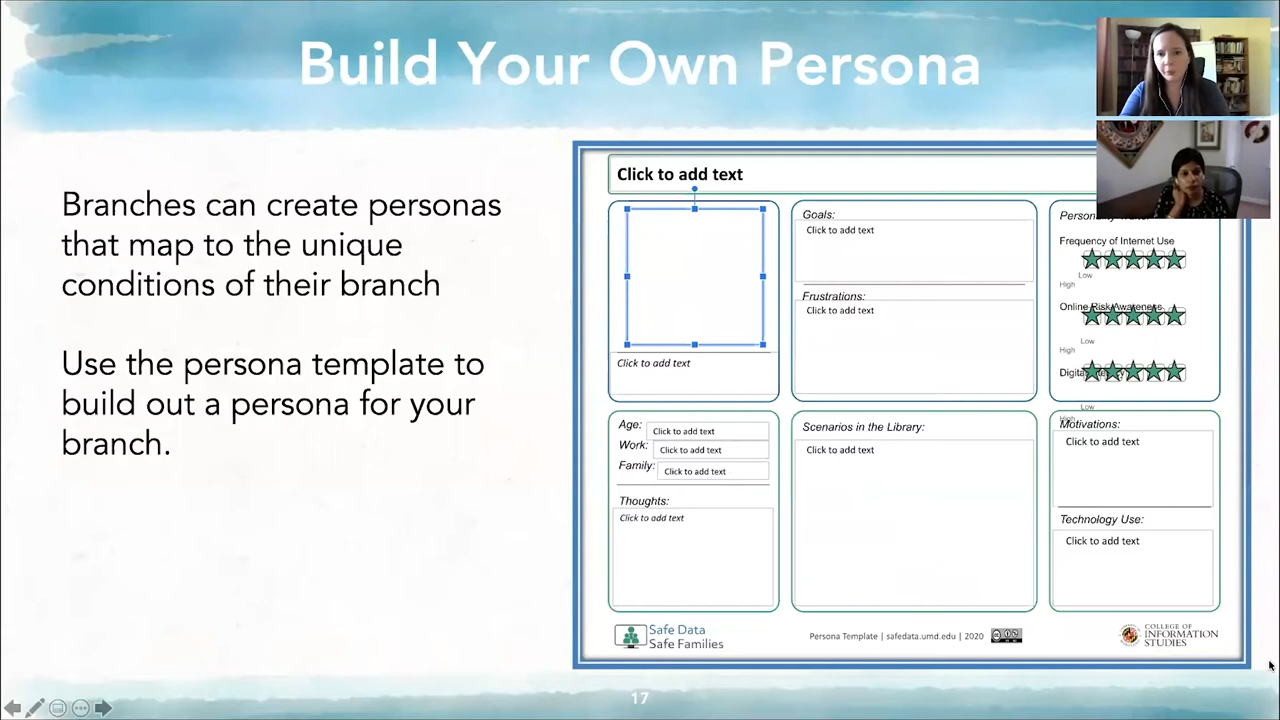 Build Your Own Persona
Branches can create personas
that map to the unique
conditions of their branch
Use the persona template to
build out a persona for your
branch.
Click to add text
Click to add text
Goals:
Click to add text
Frustrations:
Click to add text
Frequency of Internet Use
Low
High
Online Risk Awareness
Low
High
Low
Age:
Click to add text
Work:
Click to add text
Family:
Click to add text
Thoughts:
Click to add text
Scenarios in the Library:
Click to add text
Motivations:
Click to add text
Technology Use:
Click to add text
Safe Data
Safe Families
Persona Template | safedata.umd.edu | 2020
COLLEGE OF
INFORMATION
STUDIES
17